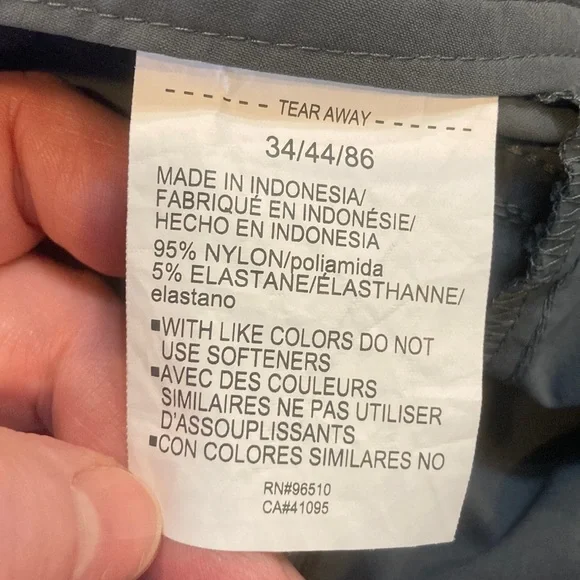 - - - - - - TEAR AWAY - - - - - -
34/44/86
MADE IN INDONESIA/
FABRIQUÉ EN INDONÉSIE/
HECHO EN INDONESIA
95% NYLON/poliamida
5% ELASTANE/ÉLASTHANNE/
elastano
▪WITH LIKE COLORS DO NOT
USE SOFTENERS
▪AVEC DES COULEURS
SIMILAIRES NE PAS UTILISER
D'ASSOUPLISSANTS
▪CON COLORES SIMILARES NO
RN#96510
CA#41095